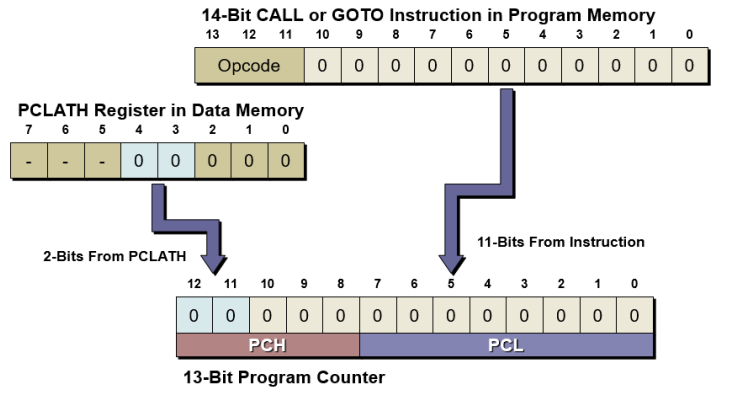 14-Bit CALL or GOTO Instruction in Program Memory
13 12 11 10 9 8 7 6 5 4 3 2 1 0
Opcode 0 0 0 0 0 0 0 0 0 0 0
PCLATH Register in Data Memory
7 6 5 4 3 2 1 0
- - - 0 0 0 0 0
2-Bits From PCLATH
11-Bits From Instruction
12 11 10 9 8 7 6 5 4 3 2 1 0
0 0 0 0 0 0 0 0 0 0 0 0 0
PCH PCL
13-Bit Program Counter